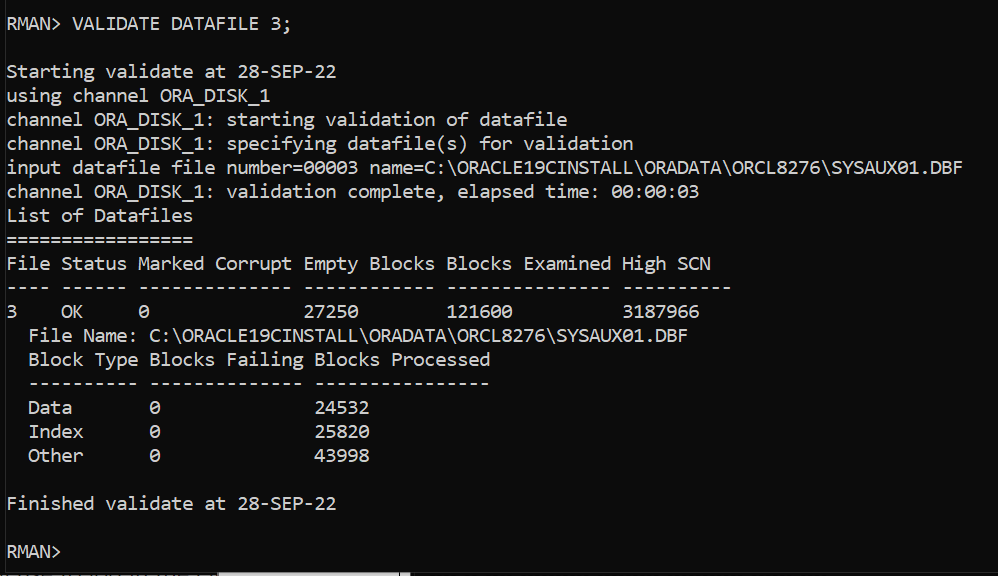 RMAN> VALIDATE DATAFILE 3;
Starting validate at 28-SEP-22
using channel ORA_DISK_1
channel ORA_DISK_1: starting validation of datafile
channel ORA_DISK_1: specifying datafile(s) for validation
input datafile file number=00003 name=C:\ORACLE19CINSTALL\ORADATA\ORCL8276\SYSAUX01.DBF
channel ORA_DISK_1: validation complete, elapsed time: 00:00:03
List of Datafiles
=================
File Status Marked Corrupt Empty Blocks Blocks Examined High SCN
---- ------ -------------- ------------ --------------- ----------
3    OK     0              27250        121600          3187966
  File Name: C:\ORACLE19CINSTALL\ORADATA\ORCL8276\SYSAUX01.DBF
  Block Type Blocks Failing Blocks Processed
  ---------- -------------- ----------------
  Data       0              24532
  Index      0              25820
  Other      0              43998
Finished validate at 28-SEP-22
RMAN>